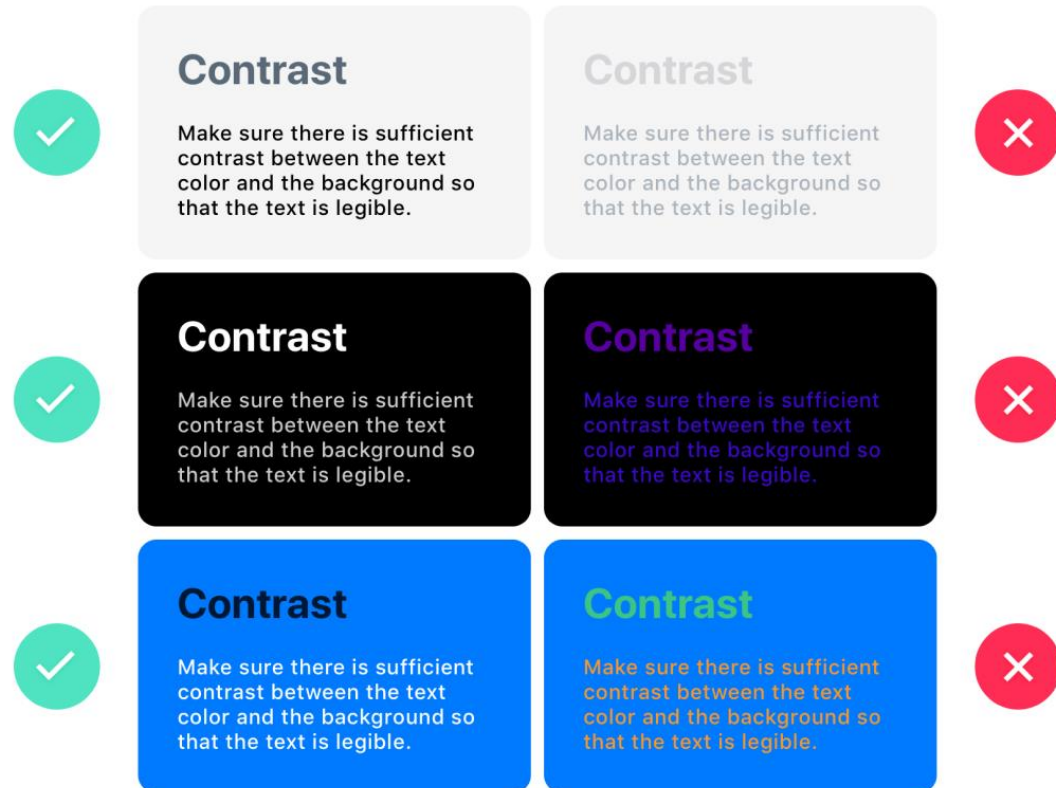 Contrast
Make sure there is sufficient
contrast between the text
color and the background so
that the text is legible.
Contrast
Make sure there is sufficient
contrast between the text
color and the background so
that the text is legible.
Contrast
Make sure there is sufficient
contrast between the text
color and the background so
that the text is legible.
Contrast
Make sure there is sufficient
contrast between the text
color and the background so
that the text is legible.
Contrast
Make sure there is sufficient
contrast between the text
color and the background so
that the text is legible.
Contrast
Make sure there is sufficient
contrast between the text
color and the background so
that the text is legible.